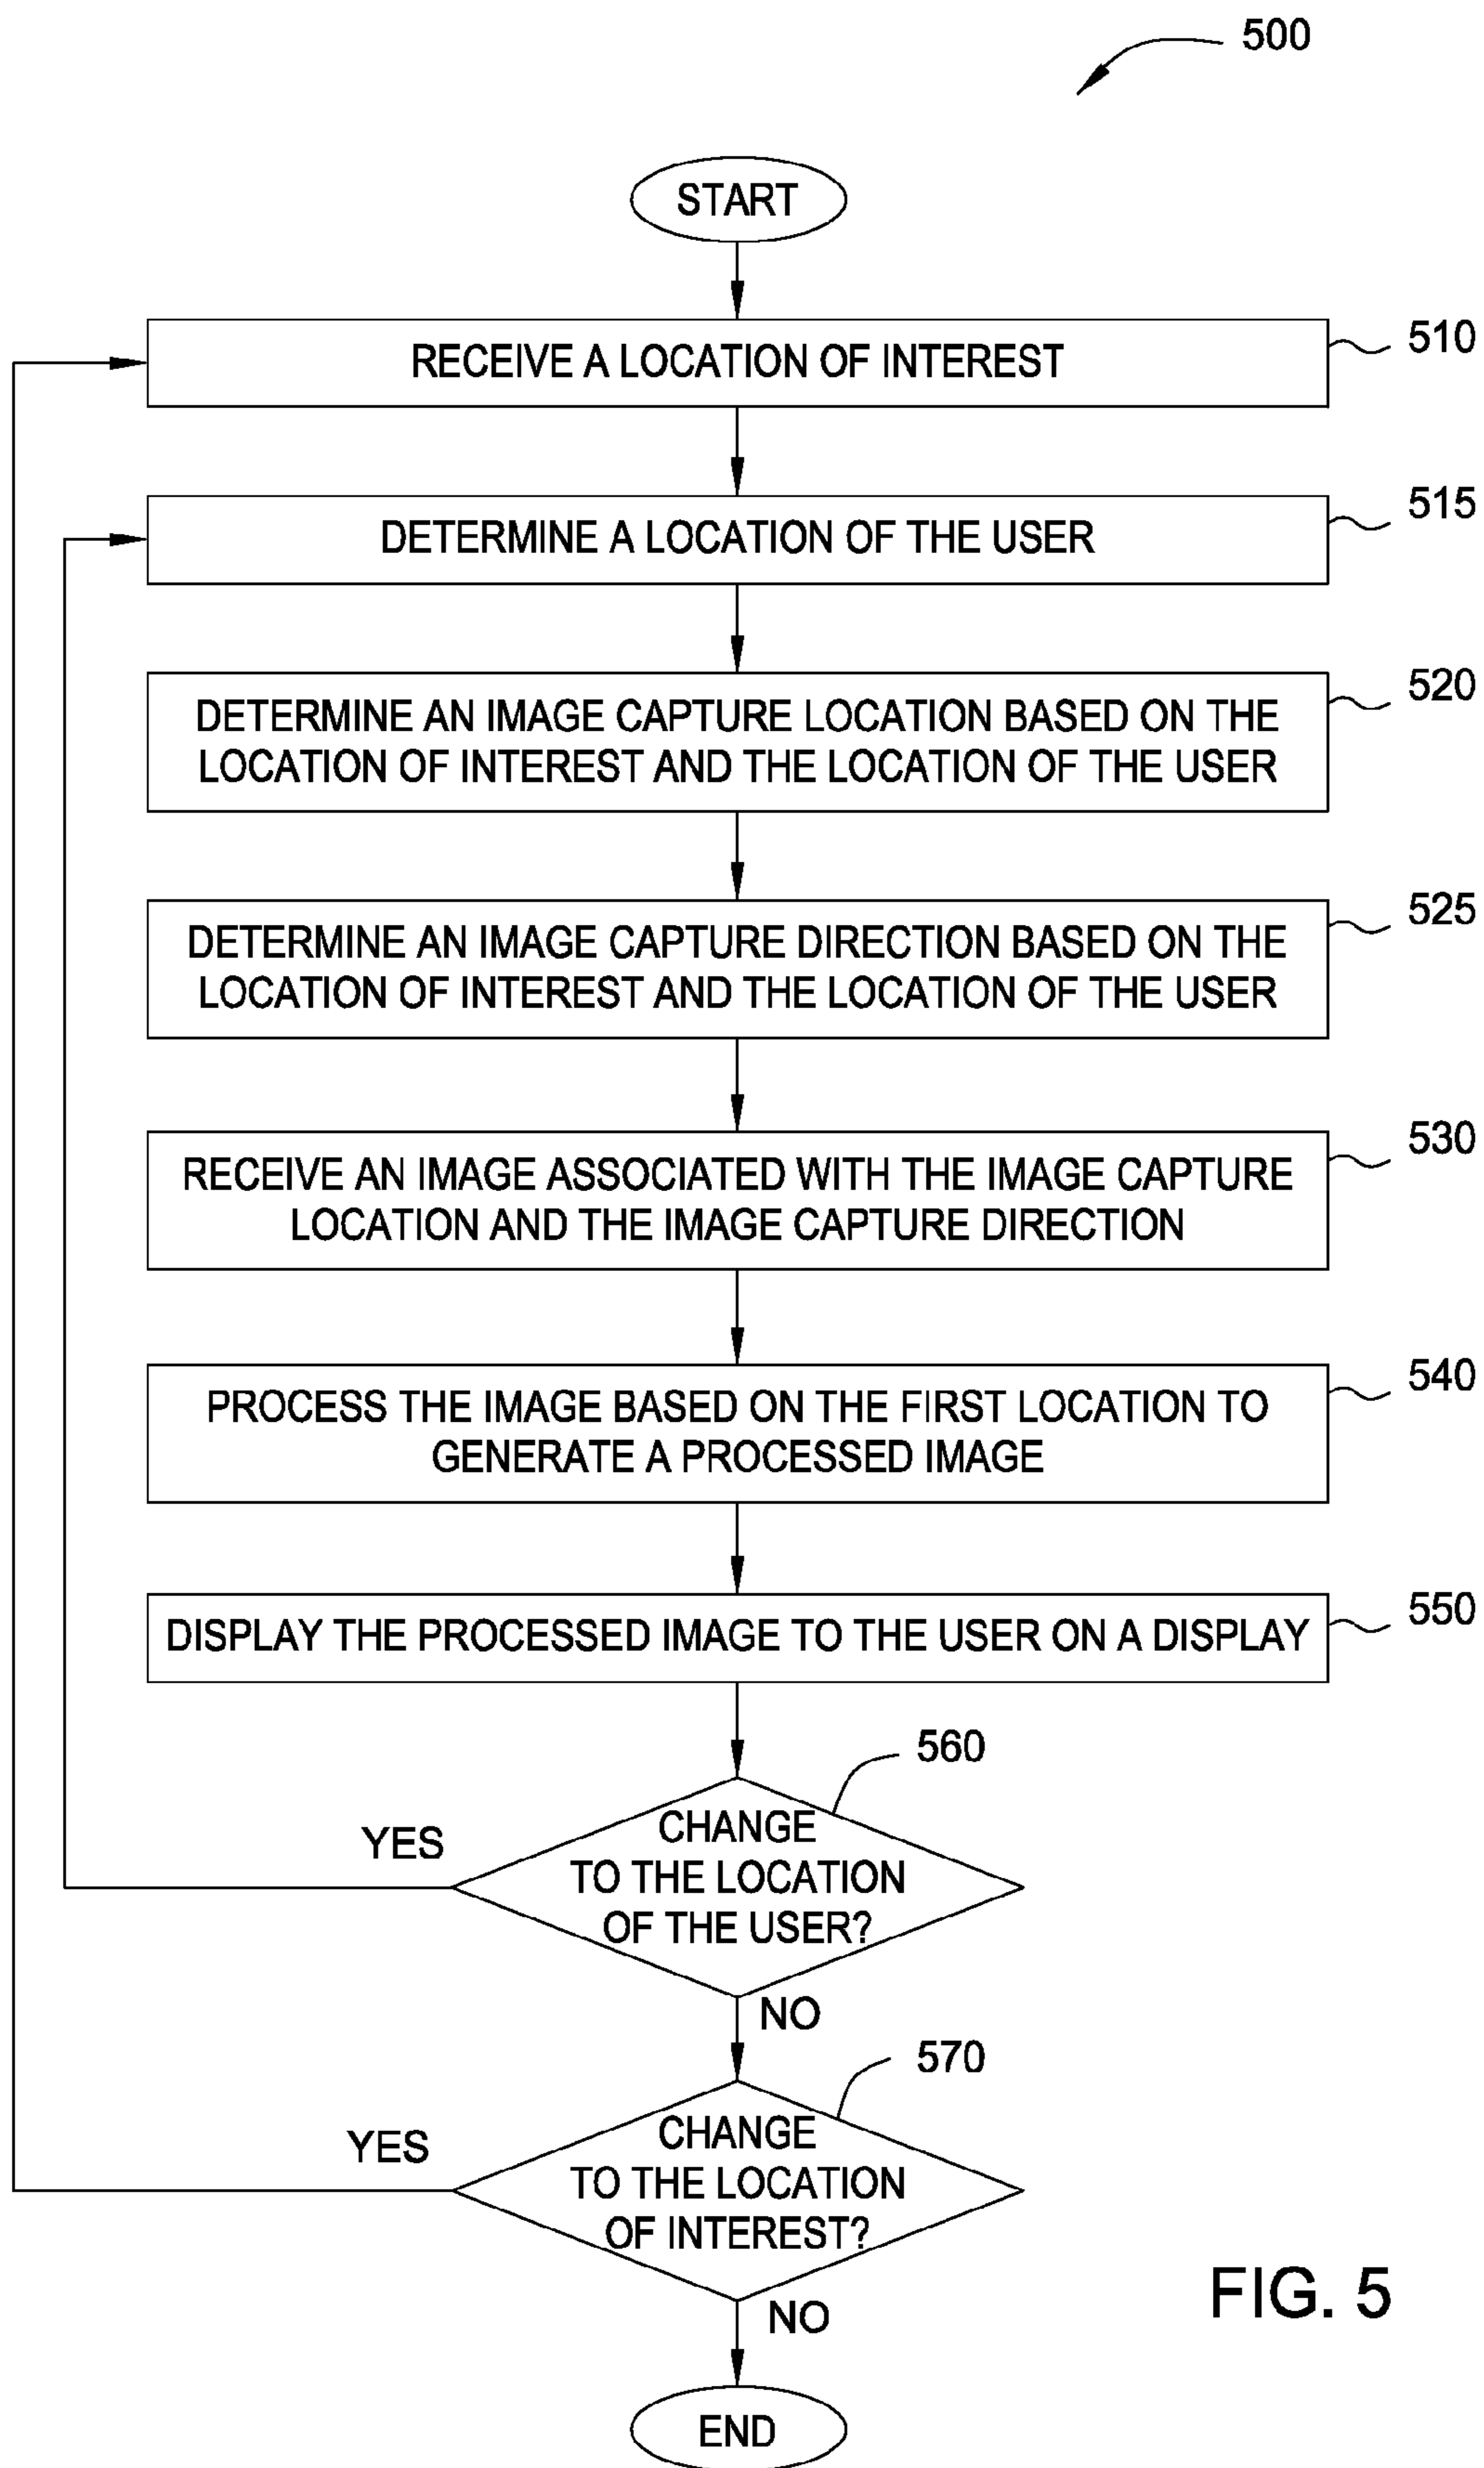 500
START
RECEIVE A LOCATION OF INTEREST
510
DETERMINE A LOCATION OF THE USER
515
DETERMINE AN IMAGE CAPTURE LOCATION BASED ON THE
LOCATION OF INTEREST AND THE LOCATION OF THE USER
520
DETERMINE AN IMAGE CAPTURE DIRECTION BASED ON THE
LOCATION OF INTEREST AND THE LOCATION OF THE USER
525
RECEIVE AN IMAGE ASSOCIATED WITH THE IMAGE CAPTURE
LOCATION AND THE IMAGE CAPTURE DIRECTION
530
PROCESS THE IMAGE BASED ON THE FIRST LOCATION TO
GENERATE A PROCESSED IMAGE
540
DISPLAY THE PROCESSED IMAGE TO THE USER ON A DISPLAY
550
560
YES
CHANGE
TO THE LOCATION
OF THE USER?
NO
570
YES
CHANGE
TO THE LOCATION
OF INTEREST?
NO
END
FIG. 5